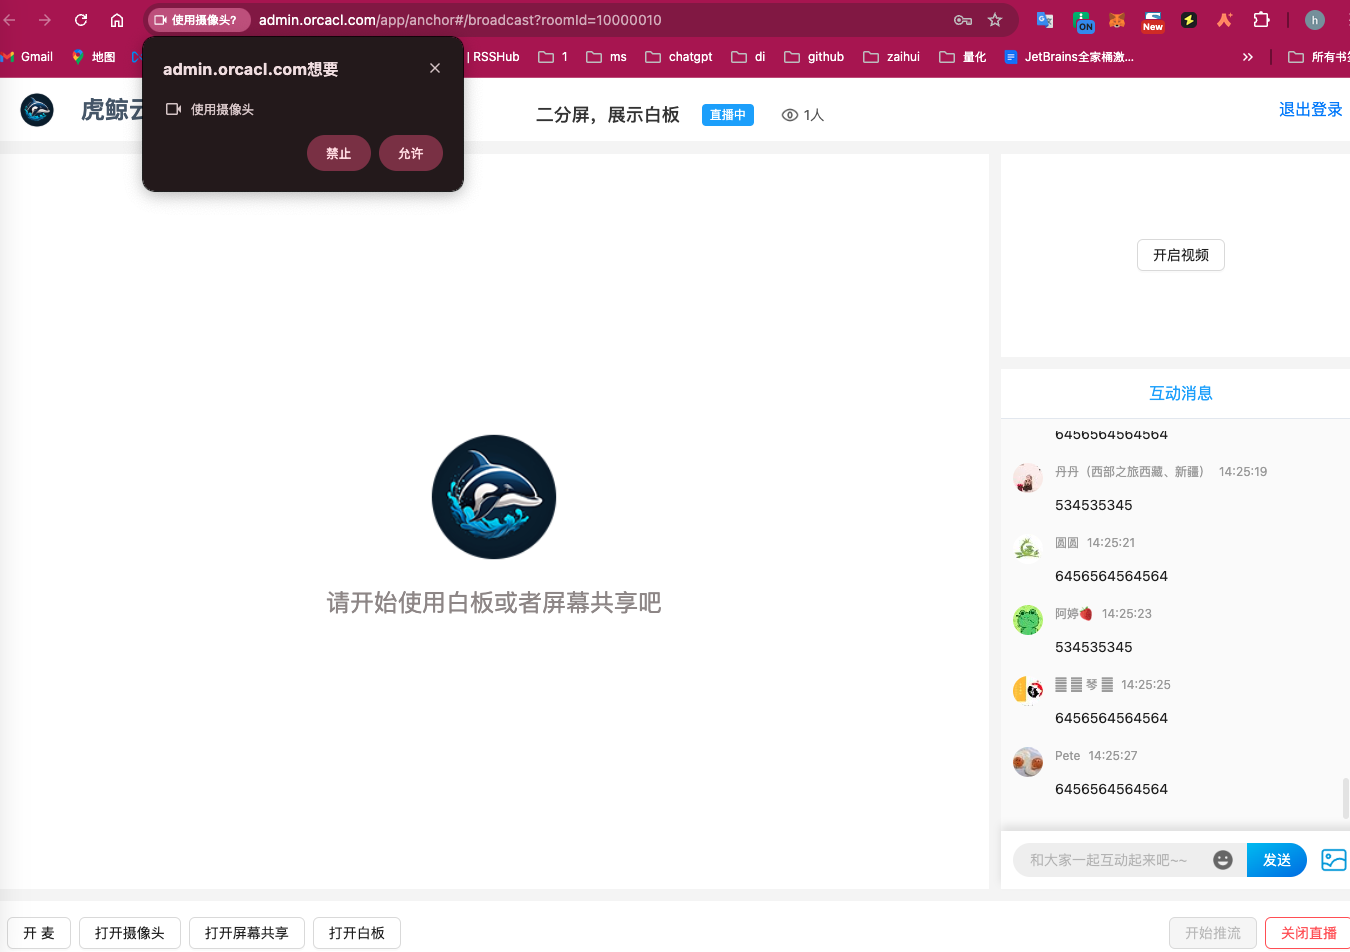 使用摄像头?
admin.orcacl.com/app/anchor#/broadcast?roomId=10000010
ON
New
h
Gmail
地图
| RSSHub
1
ms
chatgpt
di
github
zaihui
量化
JetBrains全家桶激...
所有书签
admin.orcacl.com想要
使用摄像头
禁止
允许
虎鲸云
二分屏，展示白板
直播中
1人
退出登录
开启视频
请开始使用白板或者屏幕共享吧
互动消息
6456564564564
丹丹（西部之旅西藏、新疆） 14:25:19
534535345
圆圆 14:25:21
6456564564564
阿婷🍓 14:25:23
534535345
琴 14:25:25
6456564564564
Pete 14:25:27
6456564564564
和大家一起互动起来吧~~
发送
开 麦
打开摄像头
打开屏幕共享
打开白板
开始推流
关闭直播